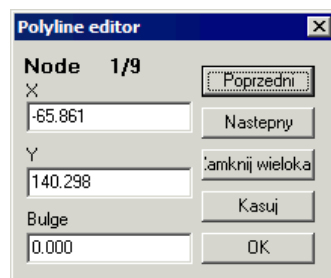 Polyline editor
Node 1/9
X
-65.861
Y
140.298
Bulge
0.000
Poprzedni
Nastepny
amknij wieloka
Kasuj
OK